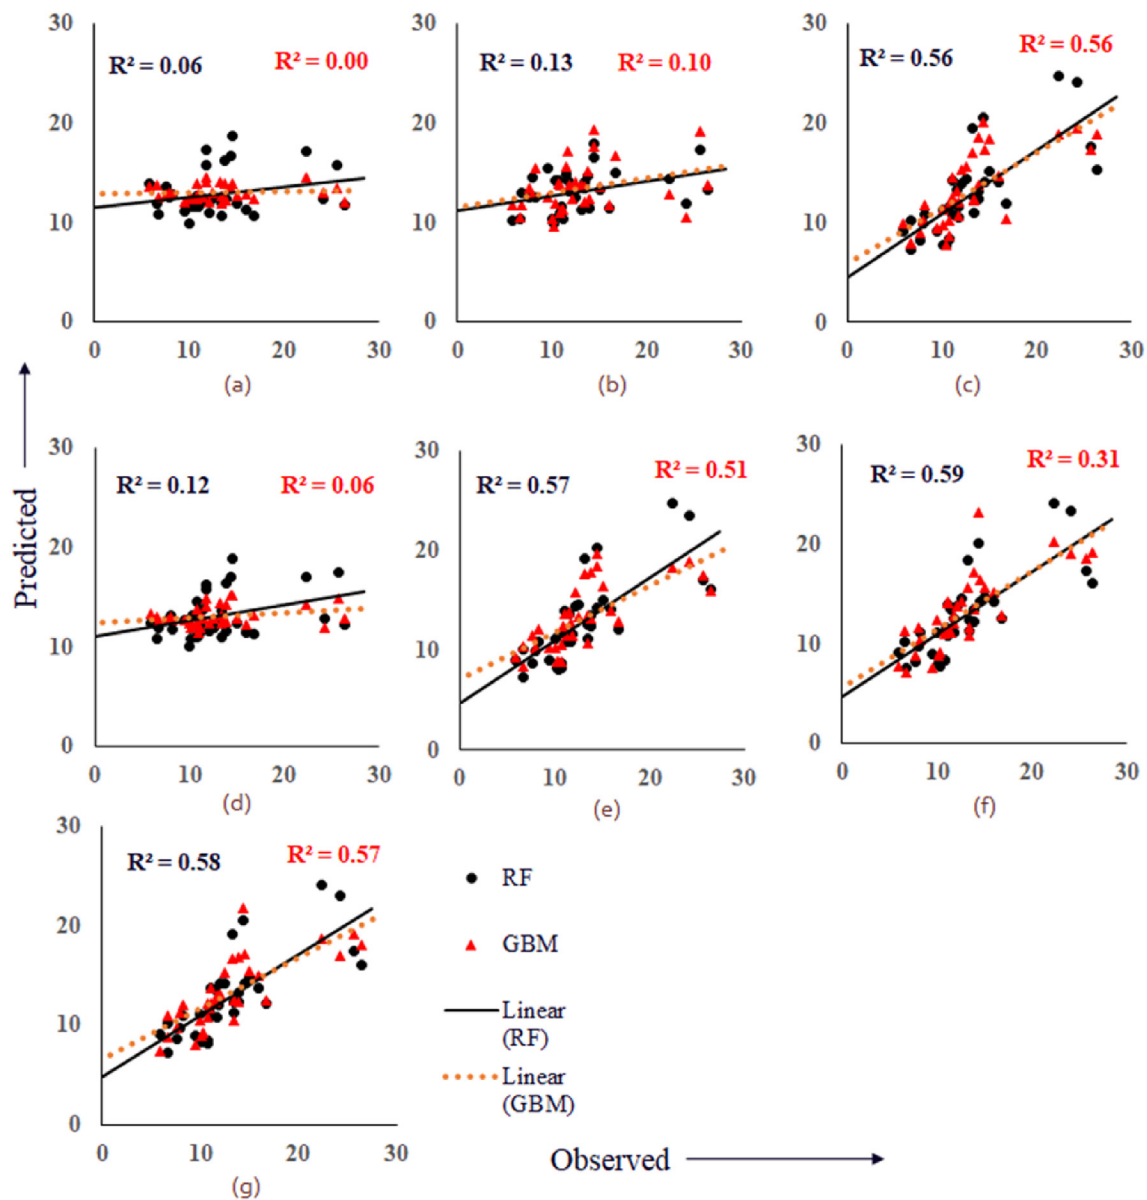 30
20
10
0
R² = 0.06
R² = 0.00
0 10 20 30
(a)
30
20
10
0
R² = 0.13
R² = 0.10
0 10 20 30
(b)
30
20
10
0
R² = 0.56
R² = 0.56
0 10 20 30
(c)
Predicted
30
20
10
0
R² = 0.12
R² = 0.06
0 10 20 30
(d)
30
20
10
0
R² = 0.57
R² = 0.51
0 10 20 30
(e)
30
20
10
0
R² = 0.59
R² = 0.31
0 10 20 30
(f)
30
20
10
0
R² = 0.58
R² = 0.57
0 10 20 30
(g)
RF
GBM
Linear
(RF)
Linear
(GBM)
Observed